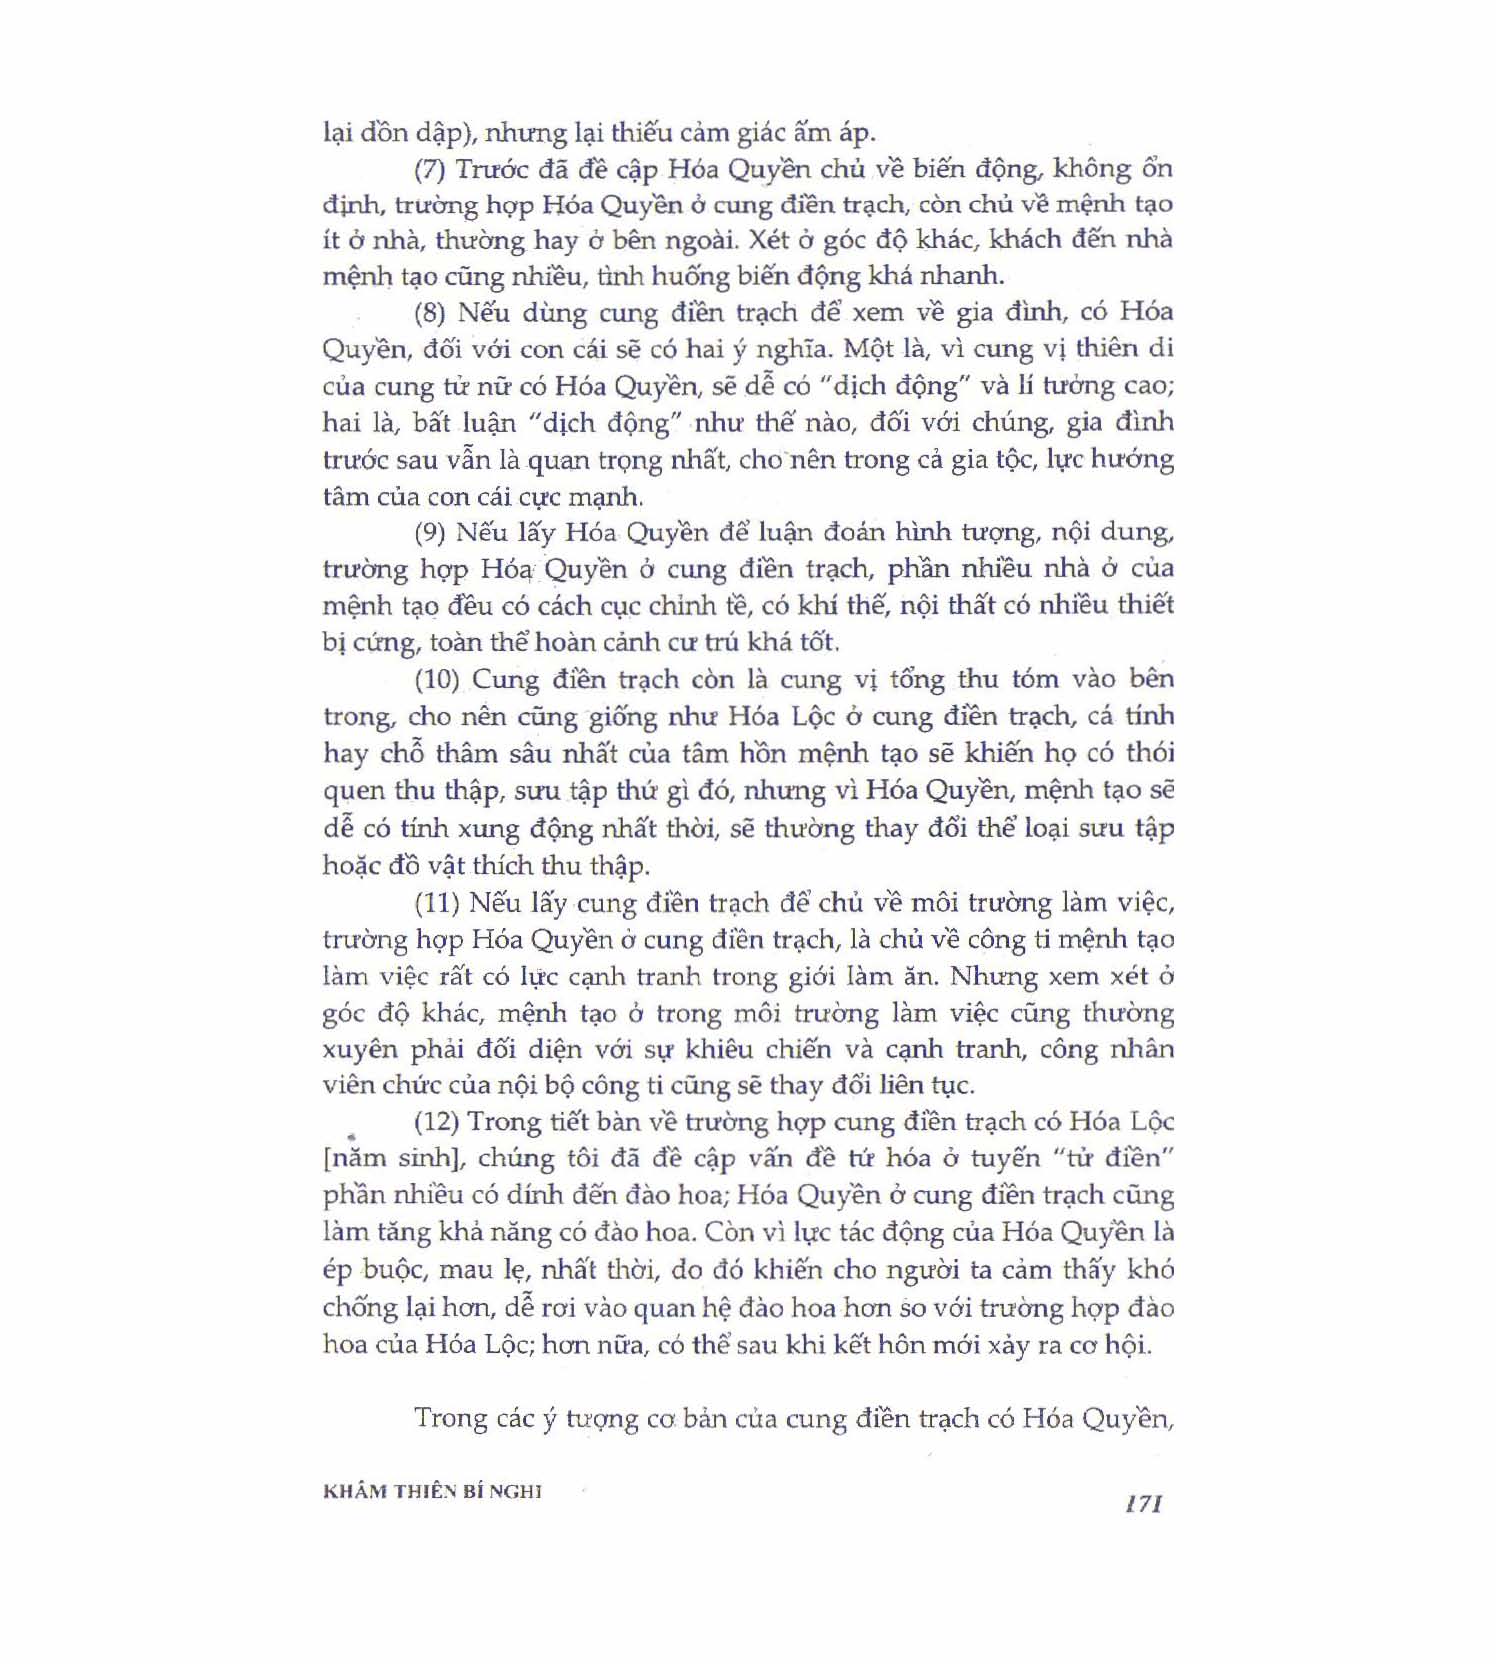 lại dồn dập), nhưng lại thiếu cảm giác ấm áp.
(7) Trước đã đề cập Hóa Quyền chủ về biến động, không ổn
định, trường hợp Hóa Quyền ở cung điền trạch, còn chủ về mệnh tạo
ít ở nhà, thường hay ở bên ngoài. Xét ở góc độ khác, khách đến nhà
mệnh tạo cũng nhiều, tình huống biến động khá nhanh.
(8) Nếu dùng cung điền trạch để xem về gia đình, có Hóa
Quyền, đối với con cái sẽ có hai ý nghĩa. Một là, vì cung vị thiên di
của cung tử nữ có Hóa Quyền, sẽ dễ có "dịch động" và lí tưởng cao;
hai là, bất luận "dịch động" như thế nào, đối với chúng, gia đình
trước sau vẫn là quan trọng nhất, cho nên trong cả gia tộc, lực hướng
tâm của con cái cực mạnh.
(9) Nếu lấy Hóa Quyền để luận đoán hình tượng, nội dung,
trường hợp Hóa Quyền ở cung điền trạch, phần nhiều nhà ở của
mệnh tạo đều có cách cục chỉnh tề, có khí thế, nội thất có nhiều thiết
bị cứng, toàn thể hoàn cảnh cư trú khá tốt.
(10) Cung điền trạch còn là cung vị tổng thu tóm vào bên
trong, cho nên cũng giống như Hóa Lộc ở cung điền trạch, cá tính
hay chỗ thâm sâu nhất của tâm hồn mệnh tạo sẽ khiến họ có thói
quen thu thập, sưu tập thứ gì đó, nhưng vì Hóa Quyền, mệnh tạo sẽ
dễ có tính xung động nhất thời, sẽ thường thay đổi thể loại sưu tập
hoặc đồ vật thích thu thập.
(11) Nếu lấy cung điền trạch để chủ về môi trường làm việc,
trường hợp Hóa Quyền ở cung điền trạch, là chủ về công ti mệnh tạo
làm việc rất có lực cạnh tranh trong giới làm ăn. Nhưng xem xét ở
góc độ khác, mệnh tạo ở trong môi trường làm việc cũng thường
xuyên phải đối diện với sự khiêu chiến và cạnh tranh, công nhân
viên chức của nội bộ công ti cũng sẽ thay đổi liên tục.
(12) Trong tiết bàn về trường hợp cung điền trạch có Hóa Lộc
[năm sinh], chúng tôi đã đề cập vấn đề tứ hóa ở tuyến "tử điền"
phần nhiều có dính đến đào hoa; Hóa Quyền ở cung điền trạch cũng
làm tăng khả năng có đào hoa. Còn vì lực tác động của Hóa Quyền là
ép buộc, mau lẹ, nhất thời, do đó khiến cho người ta cảm thấy khó
chống lại hơn, dễ rơi vào quan hệ đào hoa hơn so với trường hợp đào
hoa của Hóa Lộc; hơn nữa, có thể sau khi kết hôn mới xảy ra cơ hội.
Trong các ý tượng cơ bản của cung điền trạch có Hóa Quyền,
KHÂM THIÊN BÍ NGHI
171